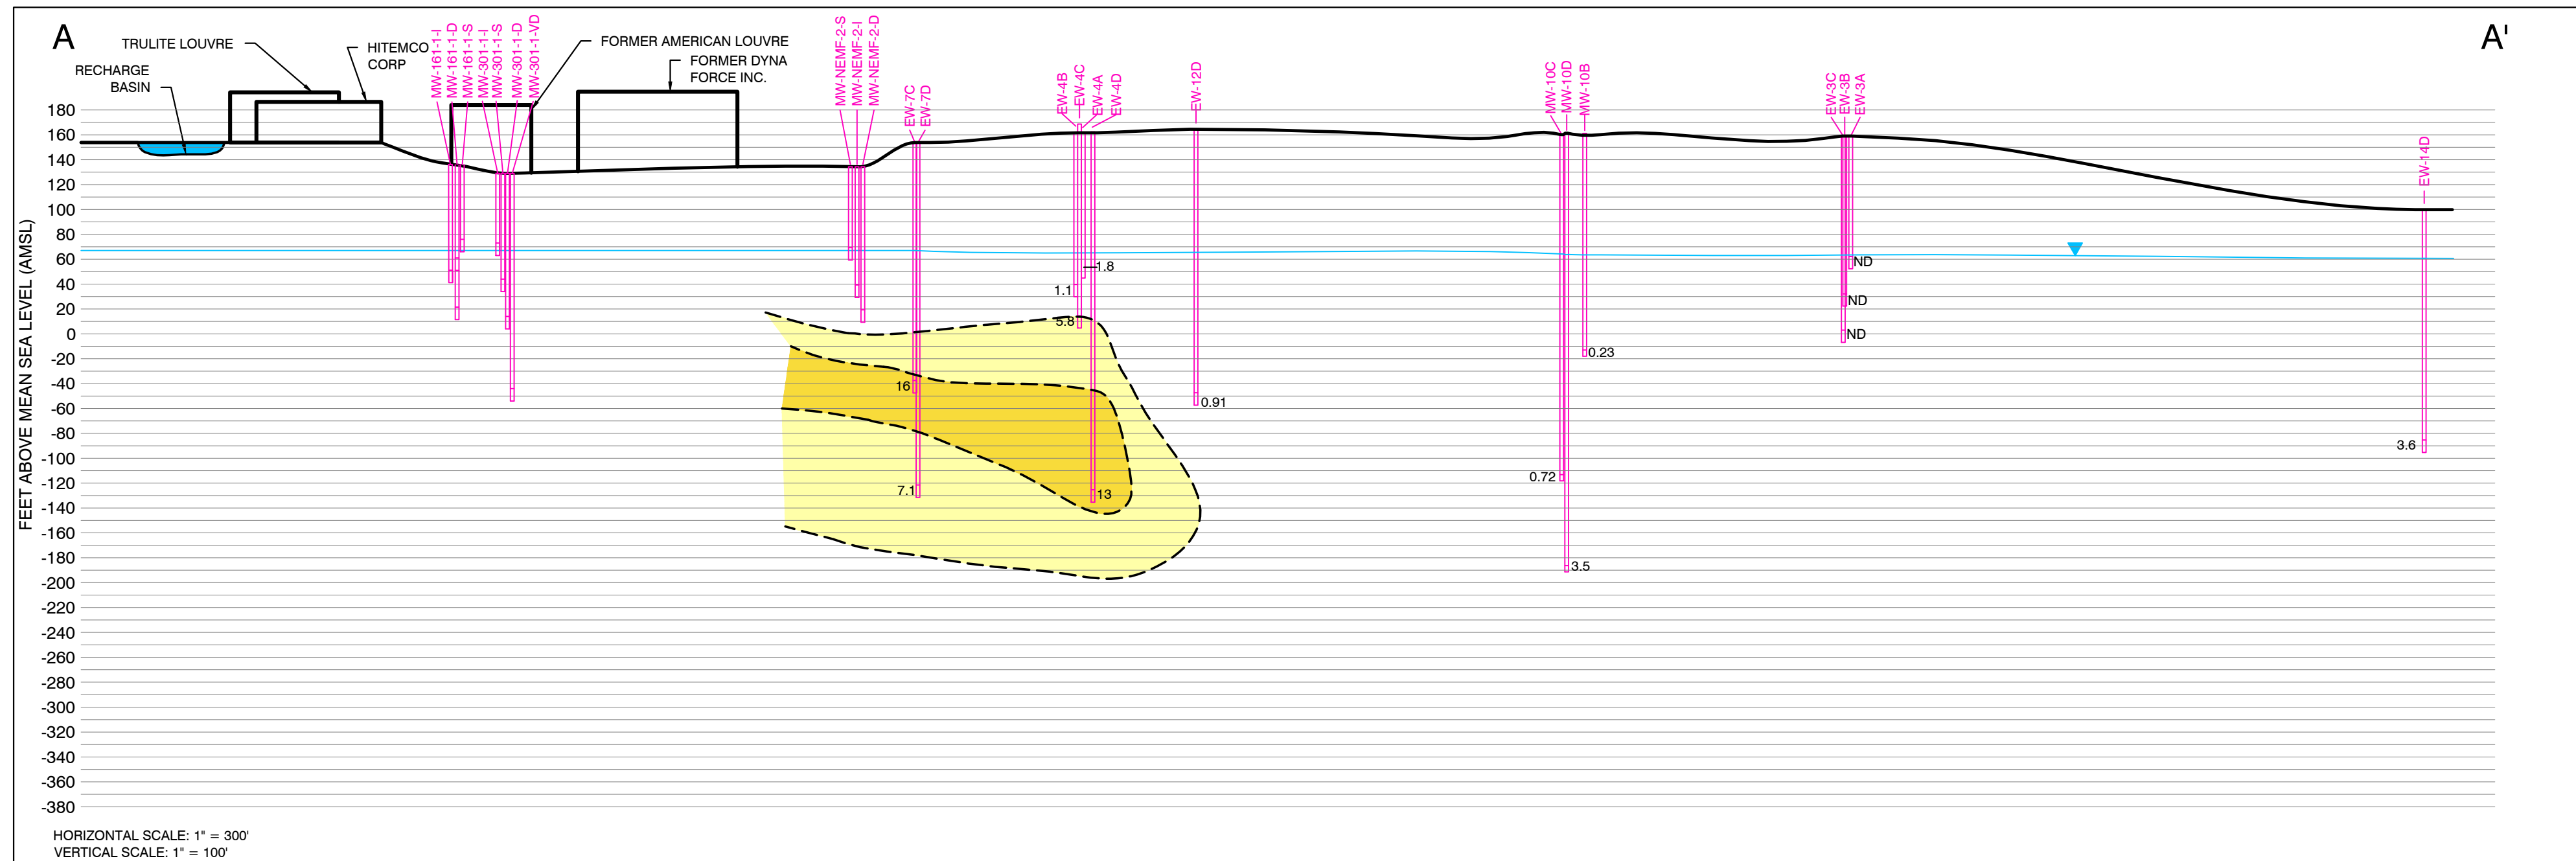 A
A'
TRULITE LOUVRE
HITEMCO
CORP
RECHARGE
BASIN
MW-161-1-I
MW-161-1-D
MW-161-1-S
MW-301-1-I
MW-301-1-S
MW-301-1-D
MW-301-1-VD
FORMER AMERICAN LOUVRE
FORMER DYNA
FORCE INC.
MW-NEMF-2-S
MW-NEMF-2-I
MW-NEMF-2-D
EW-7C
EW-7D
EW-4B
EW-4C
EW-4A
EW-4D
EW-12D
MW-10C
MW-10D
MW-10B
EW-3C
EW-3B
EW-3A
EW-14D
FEET ABOVE MEAN SEA LEVEL (AMSL)
180
160
140
120
100
80
60
40
20
0
-20
-40
-60
-80
-100
-120
-140
-160
-180
-200
-220
-240
-260
-280
-300
-320
-340
-360
-380
1.8
1.1
5.8
16
7.1
13
0.91
0.23
0.72
3.5
ND
ND
ND
3.6
HORIZONTAL SCALE: 1" = 300'
VERTICAL SCALE: 1" = 100'